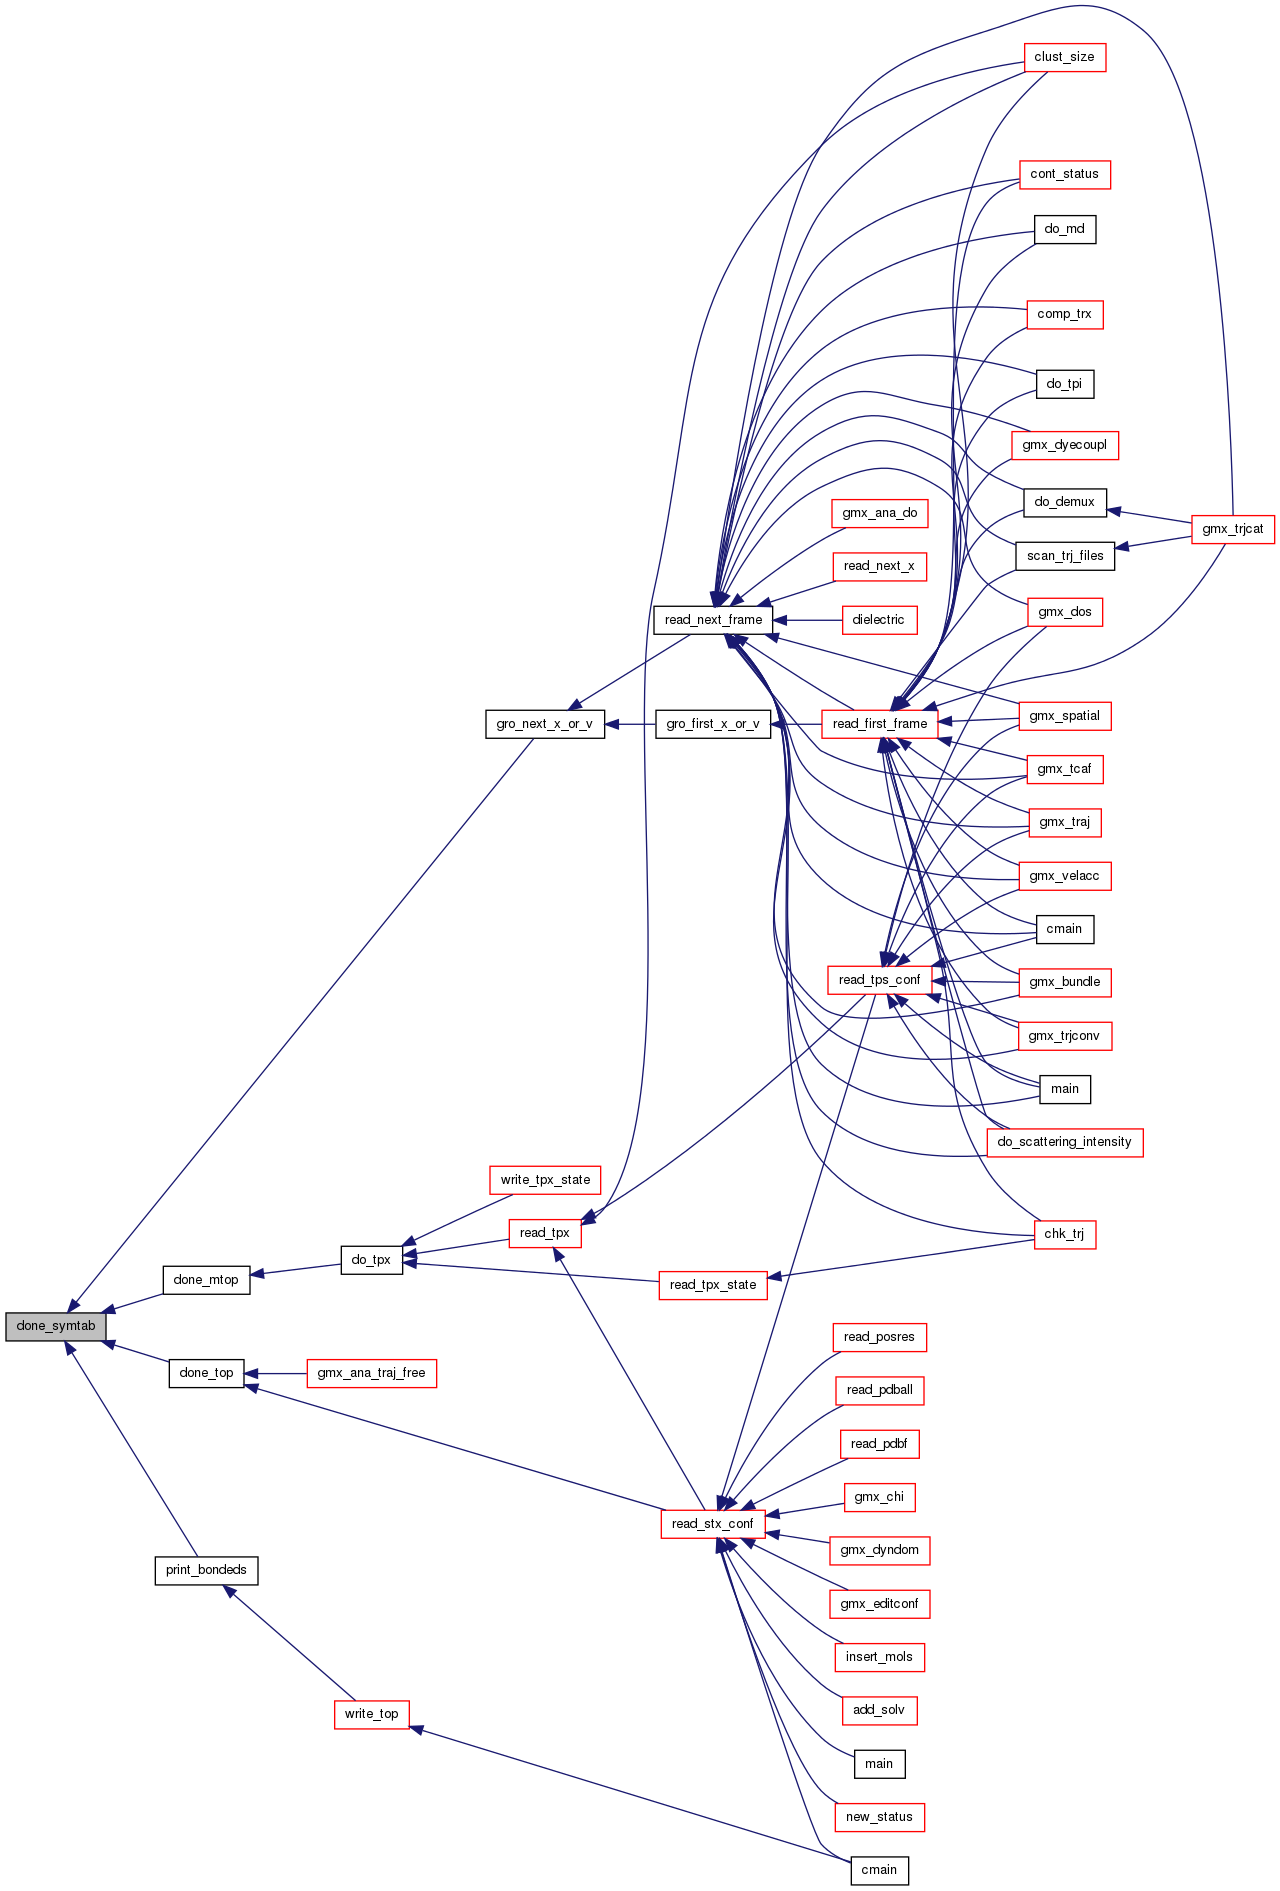 clust_size
cont_status
do_md
comp_trx
do_tpi
gmx_dyecoupl
do_demux
gmx_ana_do
gmx_trjcat
scan_trj_files
read_next_x
gmx_dos
read_next_frame
dielectric
gmx_spatial
gro_next_x_or_v
gro_first_x_or_v
read_first_frame
gmx_tcaf
gmx_traj
gmx_velacc
cmain
read_tps_conf
gmx_bundle
gmx_trjconv
main
do_scattering_intensity
write_tpx_state
read_tpx
chk_trj
do_tpx
done_mtop
read_tpx_state
done_symtab
read_posres
done_top
gmx_ana_traj_free
read_pdball
read_pdbf
gmx_chi
read_stx_conf
gmx_dyndom
print_bondeds
gmx_editconf
insert_mols
add_solv
write_top
main
new_status
cmain